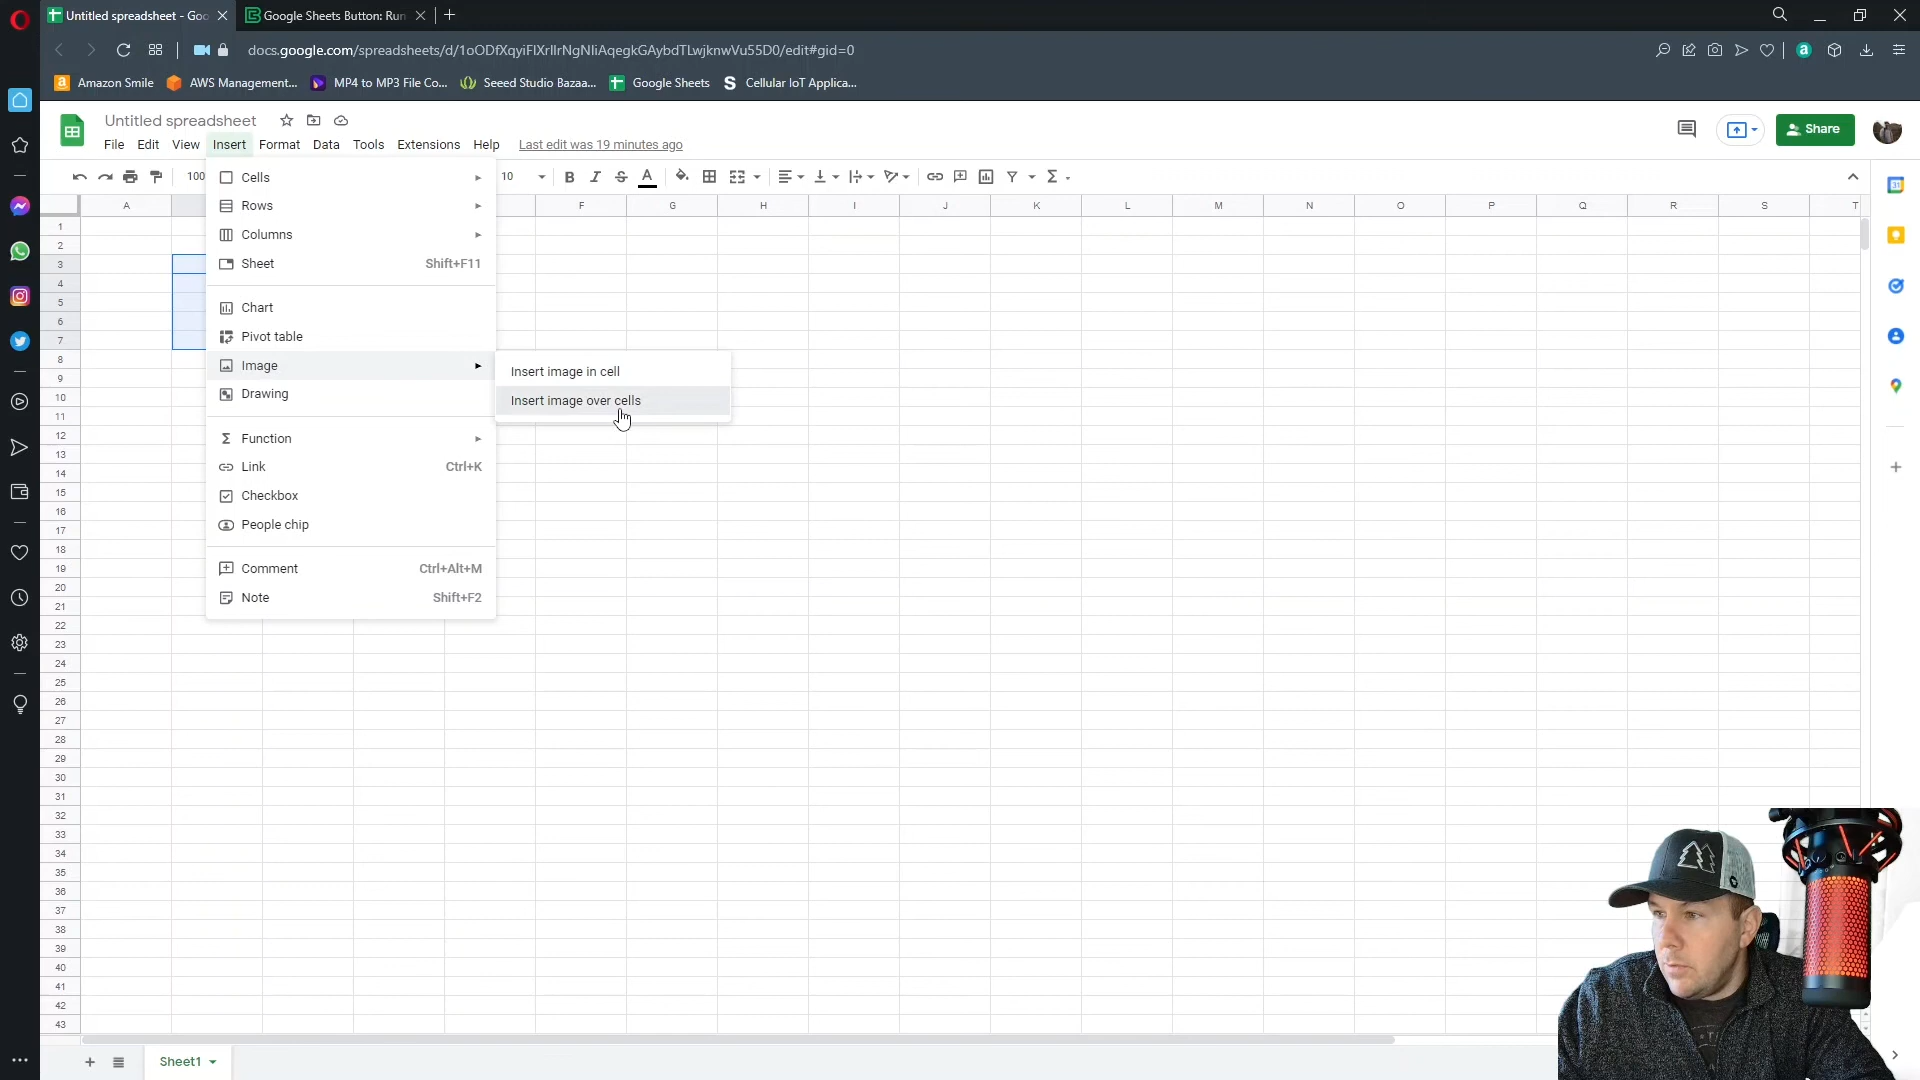 Untitled spreadsheet - Goo
Google Sheets Button: Run
docs.google.com/spreadsheets/d/
/edit#gid=0
Amazon Smile
AWS Management...
MP4 to MP3 File Co...
Seeed Studio Bazaa...
Google Sheets
S Cellular IoT Applica...
Untitled spreadsheet
Share
File Edit View Insert Format Data Tools Extensions Help Last edit was 19 minutes ago
100
10
B I S A
A F G H I J K L M N O P Q R S T
Cells
Rows
Columns
Sheet Shift+F11
Chart
Pivot table
Image
Drawing
Function
Link Ctrl+K
Checkbox
People chip
Comment Ctrl+Alt+M
Note Shift+F2
Insert image in cell
Insert image over cells
1
2
3
4
5
6
7
8
9
10
11
12
13
14
15
16
17
18
19
20
21
22
23
24
25
26
27
28
29
30
31
32
33
34
35
36
37
38
39
40
41
42
43
Sheet1
31
a